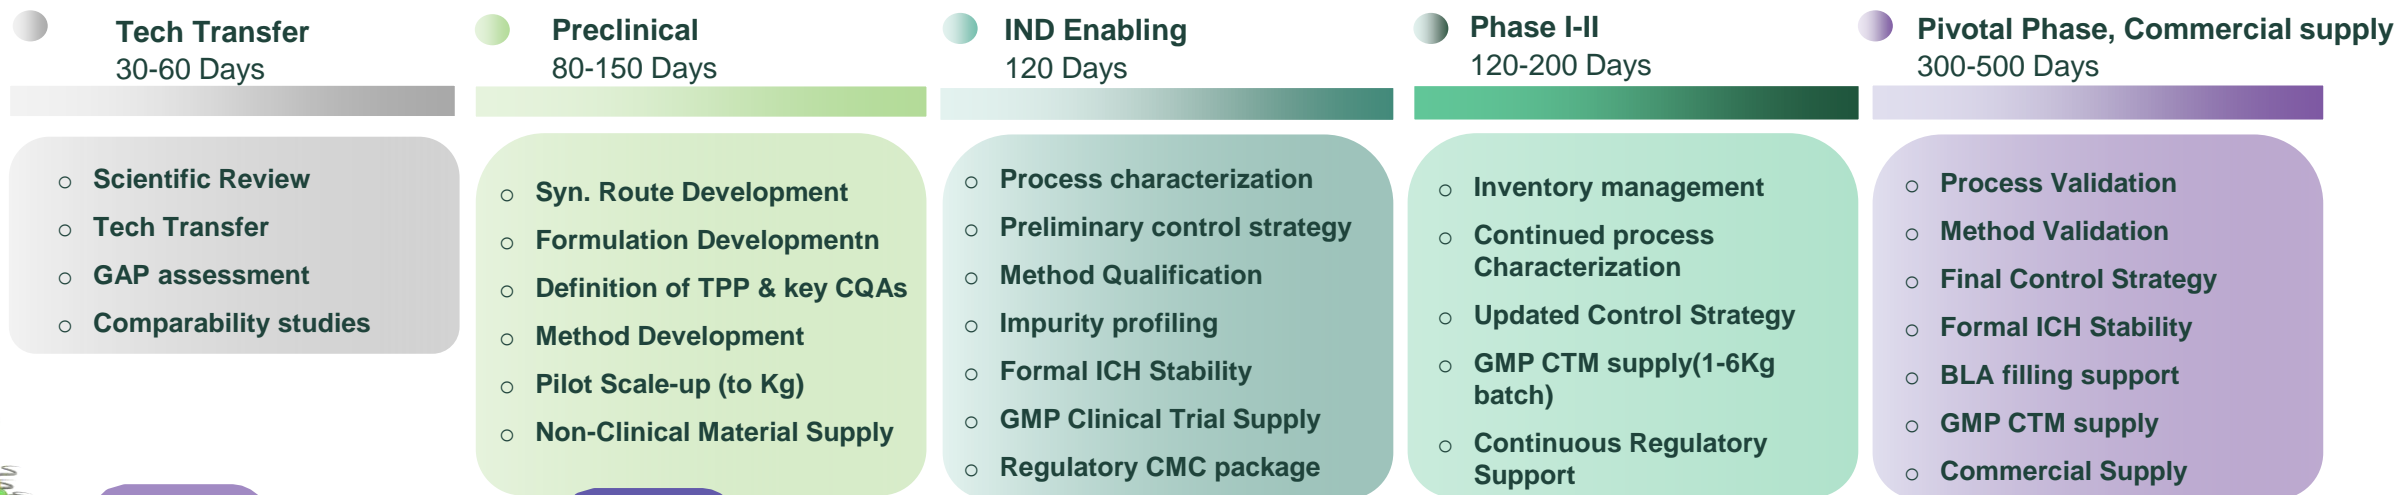 Tech Transfer
30-60 Days
Scientific Review
Tech Transfer
GAP assessment
Comparability studies
Preclinical
80-150 Days
Syn. Route Development
Formulation Developmentn
Definition of TPP & key CQAs
Method Development
Pilot Scale-up (to Kg)
Non-Clinical Material Supply
IND Enabling
120 Days
Process characterization
Preliminary control strategy
Method Qualification
Impurity profiling
Formal ICH Stability
GMP Clinical Trial Supply
Regulatory CMC package
Phase I-II
120-200 Days
Inventory management
Continued process
Characterization
Updated Control Strategy
GMP CTM supply(1-6Kg
batch)
Continuous Regulatory
Support
Pivotal Phase, Commercial supply
300-500 Days
Process Validation
Method Validation
Final Control Strategy
Formal ICH Stability
BLA filling support
GMP CTM supply
Commercial Supply